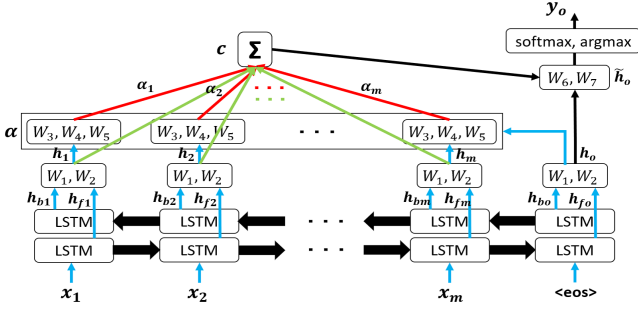 y_o
softmax, argmax
c Σ
W_6, W_7 h̃_o
α_1 α_2 α_m
. . .
. . .
α W_3, W_4, W_5 W_3, W_4, W_5 . . . W_3, W_4, W_5
h_1 h_2 h_m h_o
W_1, W_2 W_1, W_2 W_1, W_2 W_1, W_2
h_b1 h_f1 h_b2 h_f2 h_bm h_fm h_bo h_fo
LSTM LSTM . . . LSTM LSTM
LSTM LSTM . . . LSTM LSTM
x_1 x_2 x_m <eos>